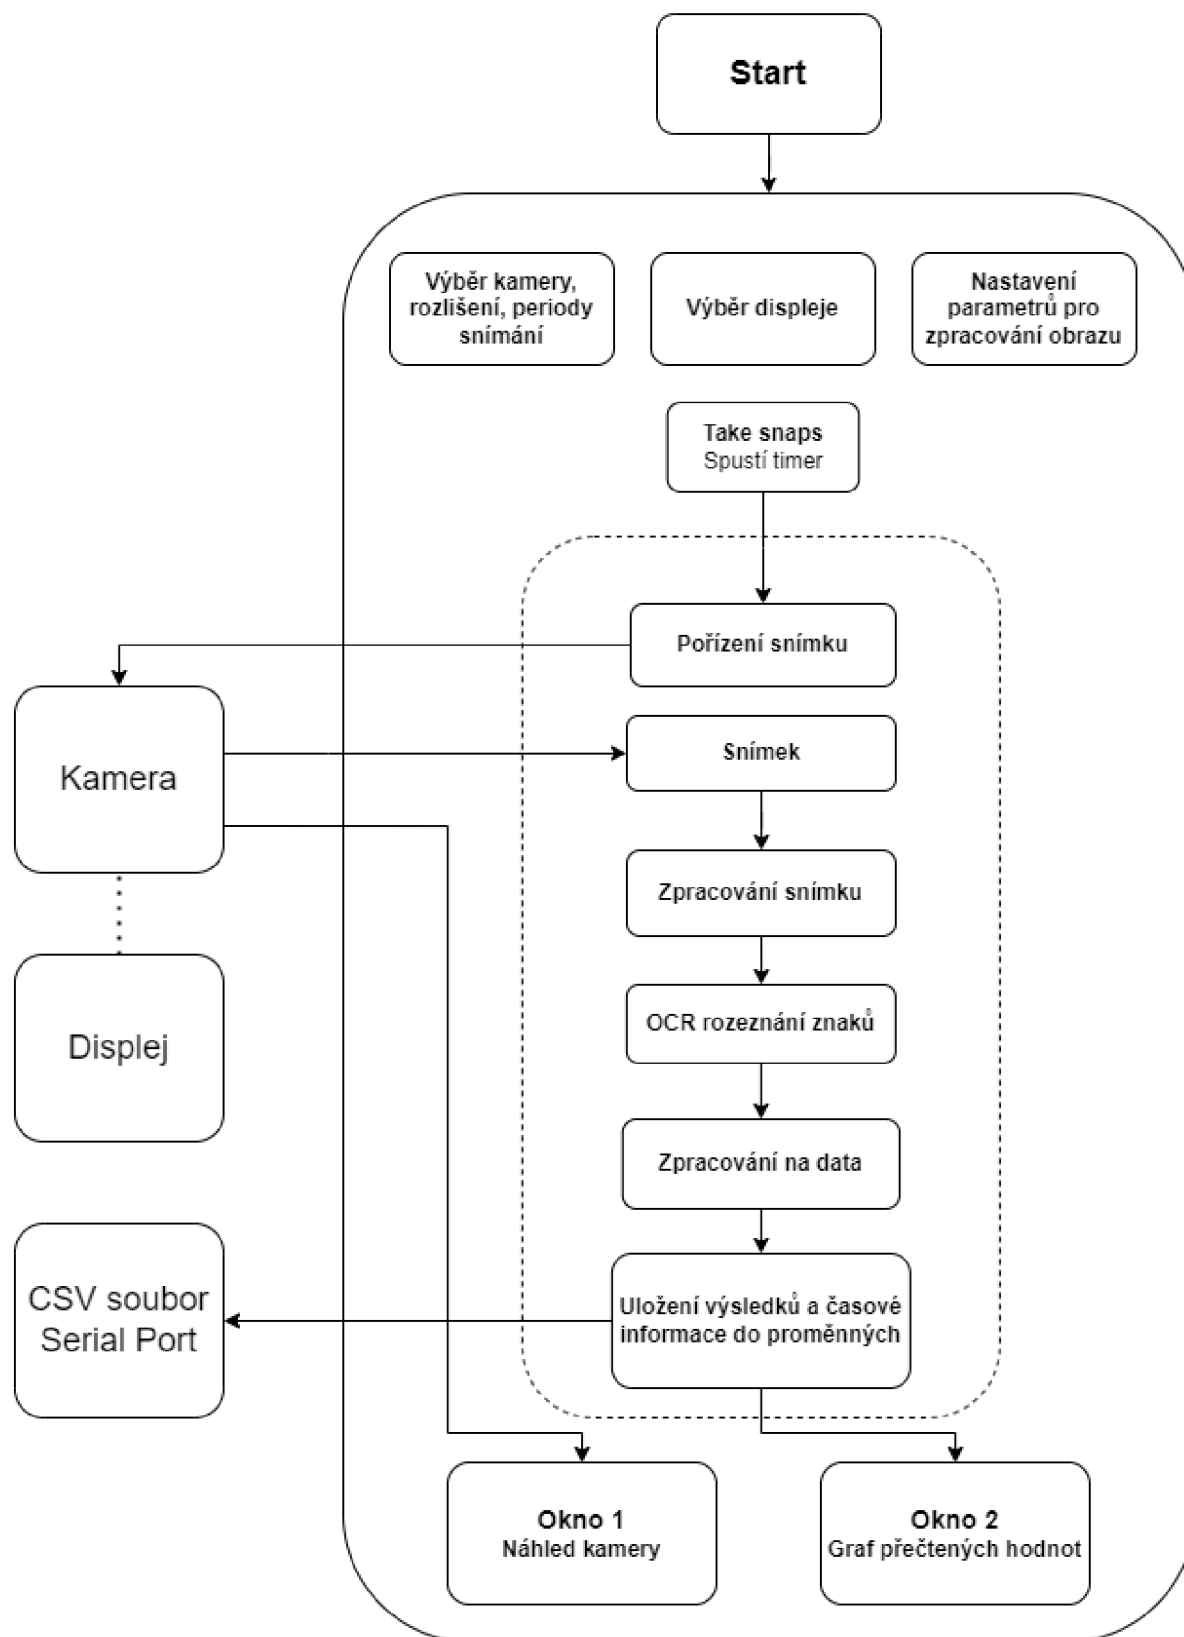 Start
Výběr kamery,
rozlišení, periody
snímání
Výběr displeje
Nastavení
parametrů pro
zpracování obrazu
Take snaps
Spustí timer
Pořízení snímku
Kamera
Snímek
Zpracování snímku
OCR rozeznání znaků
Displej
Zpracování na data
CSV soubor
Serial Port
Uložení výsledků a časové
informace do proměnných
Okno 1
Náhled kamery
Okno 2
Graf přečtených hodnot